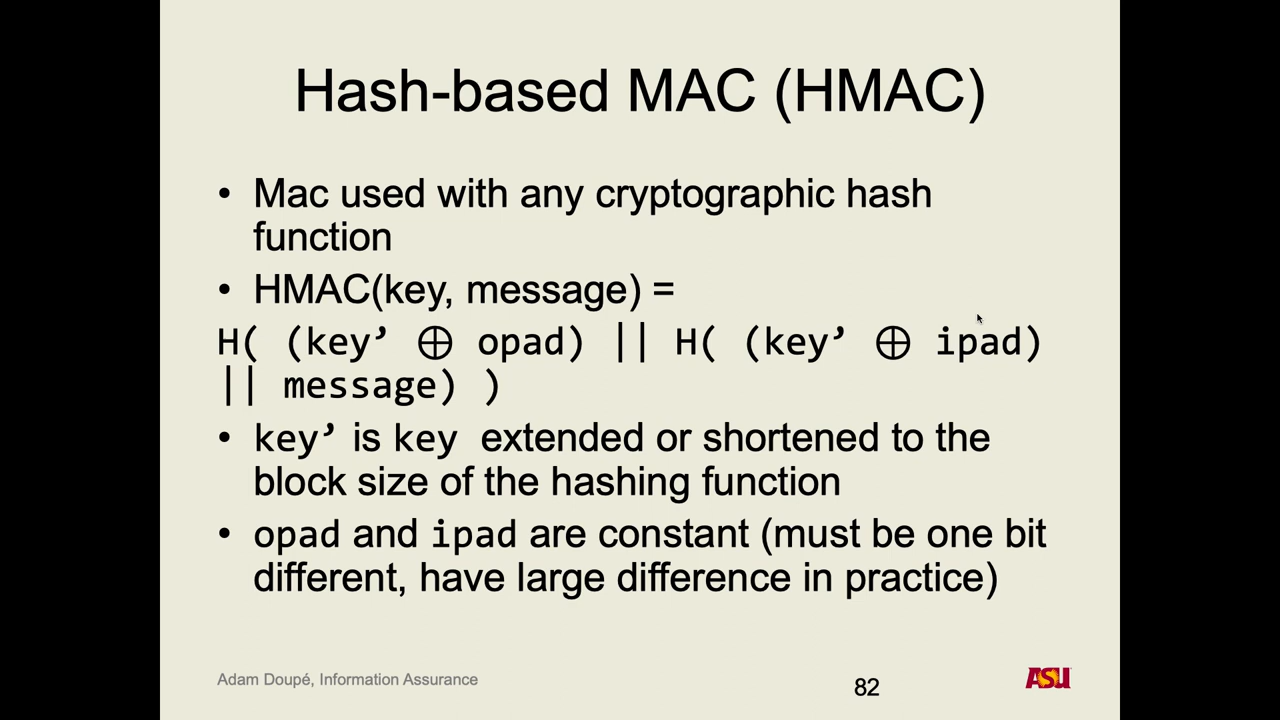 Hash-based MAC (HMAC)
• Mac used with any cryptographic hash
function
• HMAC(key, message) =
H( (key’ ⊕ opad) || H( (key’ ⊕ ipad)
|| message) )
• key’ is key extended or shortened to the
block size of the hashing function
• opad and ipad are constant (must be one bit
different, have large difference in practice)
Adam Doupé, Information Assurance
82
ASU